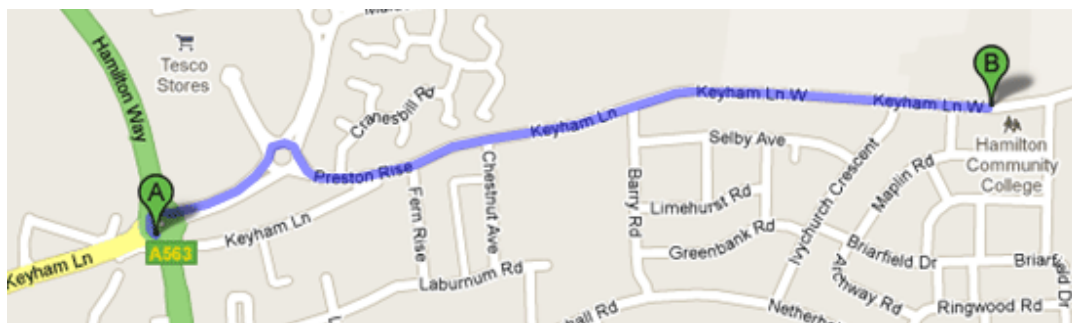 Hamilton Way
Tesco
Stores
Cranesbill Rd
Keyham Ln
Keyham Ln W
Keyham Ln W
B
Selby Ave
Hamilton
Community
College
Preston Rise
A
Chestnut Ave
Fern Rise
Barry Rd
Limehurst Rd
Ivychurch Crescent
Maplin Rd
Keyham Ln
Greenbank Rd
Keyham Ln
A563
Laburnum Rd
Briarfield Dr
Archway Rd
Ringwood Rd